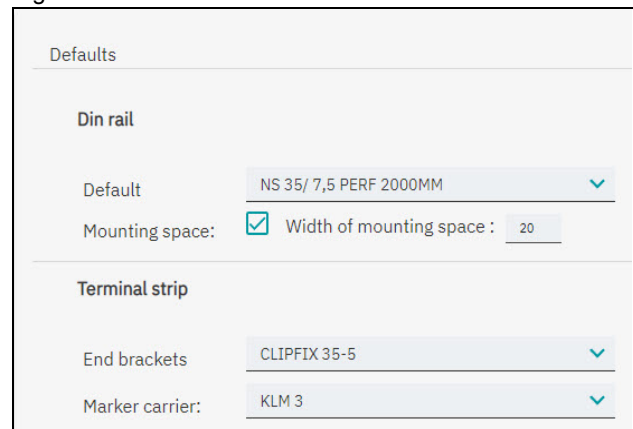 Defaults
Din rail
Default NS 35/ 7,5 PERF 2000MM
Mounting space: Width of mounting space : 20
Terminal strip
End brackets CLIPFIX 35-5
Marker carrier: KLM 3